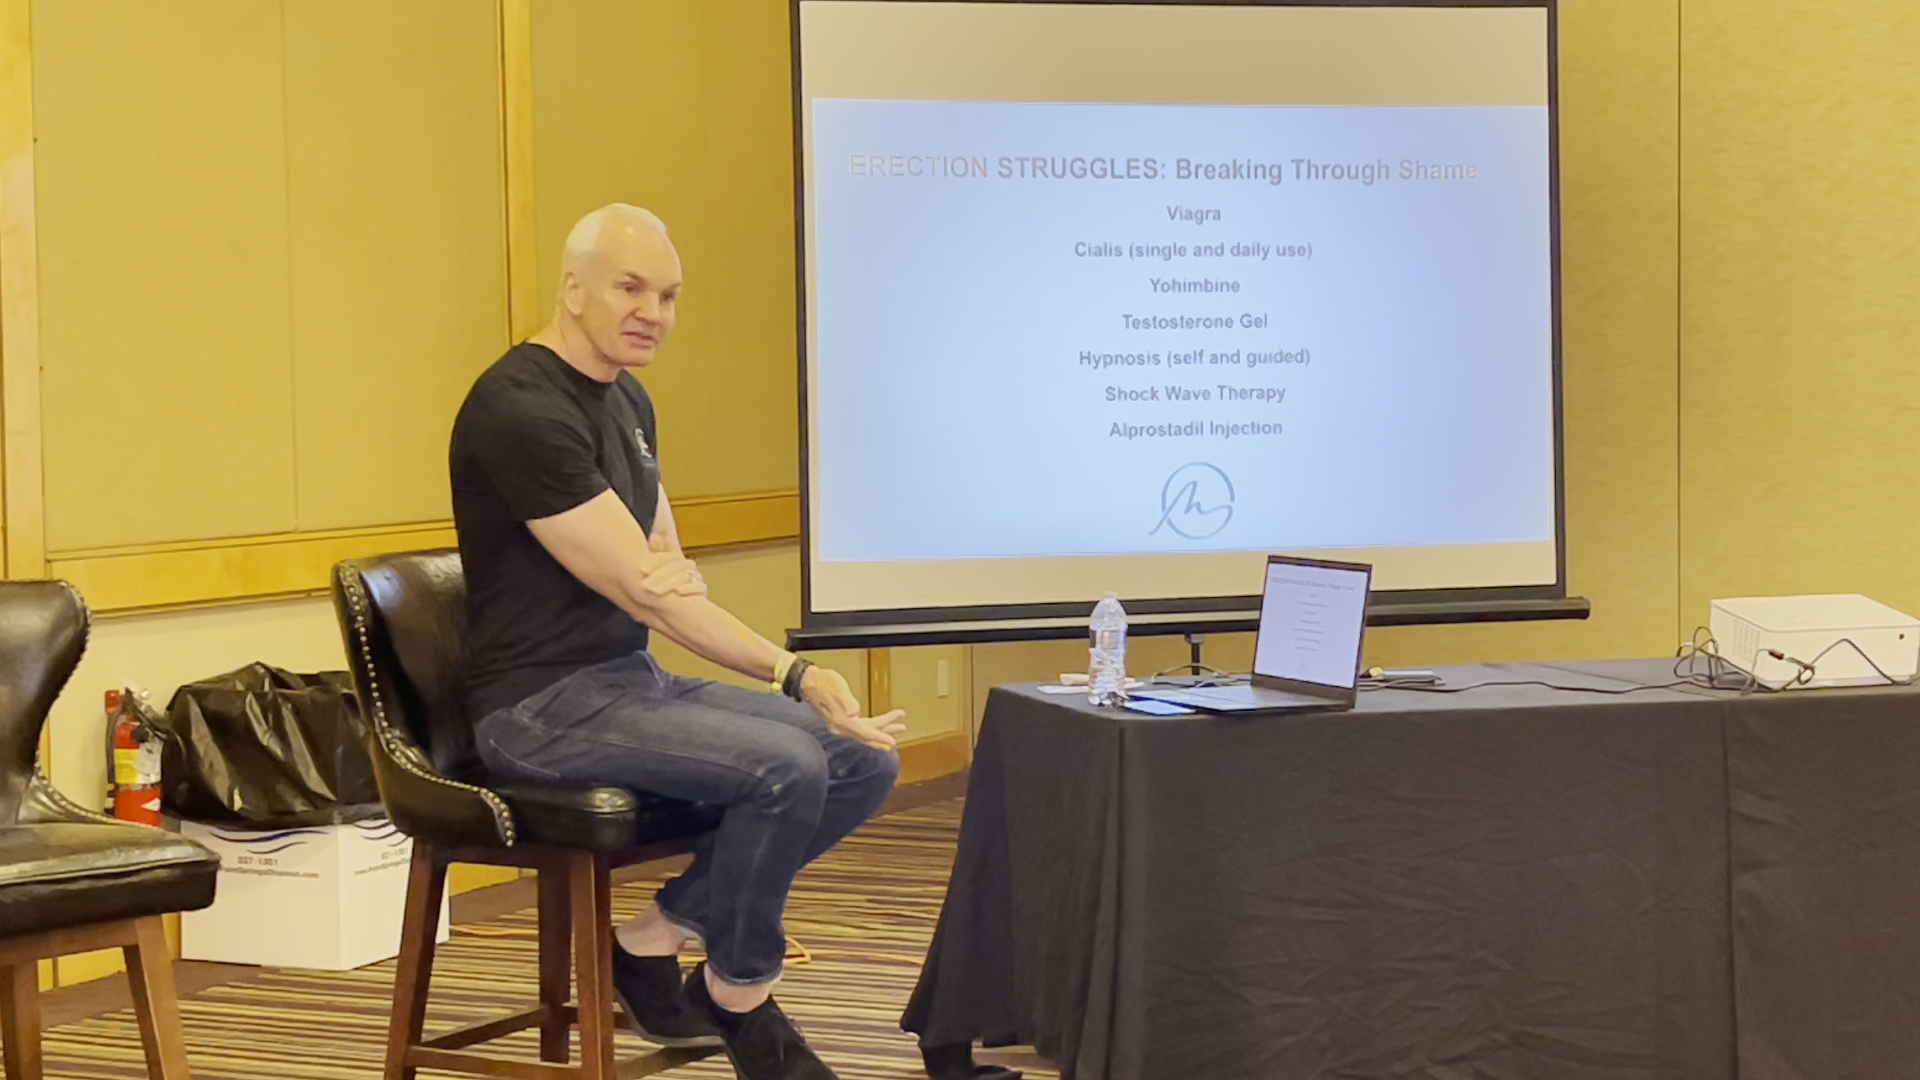 ERECTION STRUGGLES: Breaking Through Shame
Viagra
Cialis (single and daily use)
Yohimbine
Testosterone Gel
Hypnosis (self and guided)
Shock Wave Therapy
Alprostadil Injection